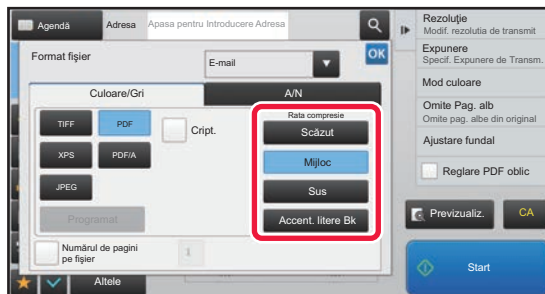 Agendă
Adresa
Apasa pentru Introducere Adresa
Format fișier
E-mail
OK
Culoare/Gri
A/N
TIFF
PDF
Cript.
XPS
PDF/A
JPEG
Programat
Rata compresie
Scăzut
Mijloc
Sus
Accent. litere Bk
Numărul de pagini
pe fișier
1
Altele
Rezoluţie
Modif. rezolutia de transmit
Expunere
Specif. Expunere de Transm.
Mod culoare
Omite Pag. alb
Omite pag. albe din original
Ajustare fundal
Reglare PDF oblic
Previzualiz.
CA
Start